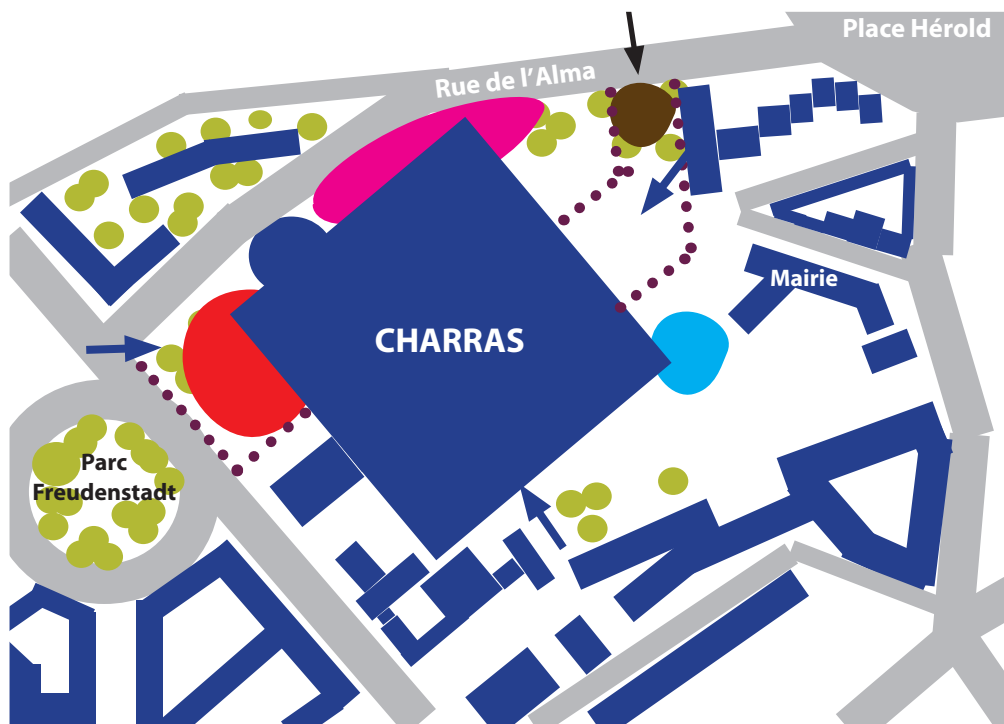 Place Hérold
Rue de l'Alma
Mairie
CHARRAS
Parc
Freudenstadt